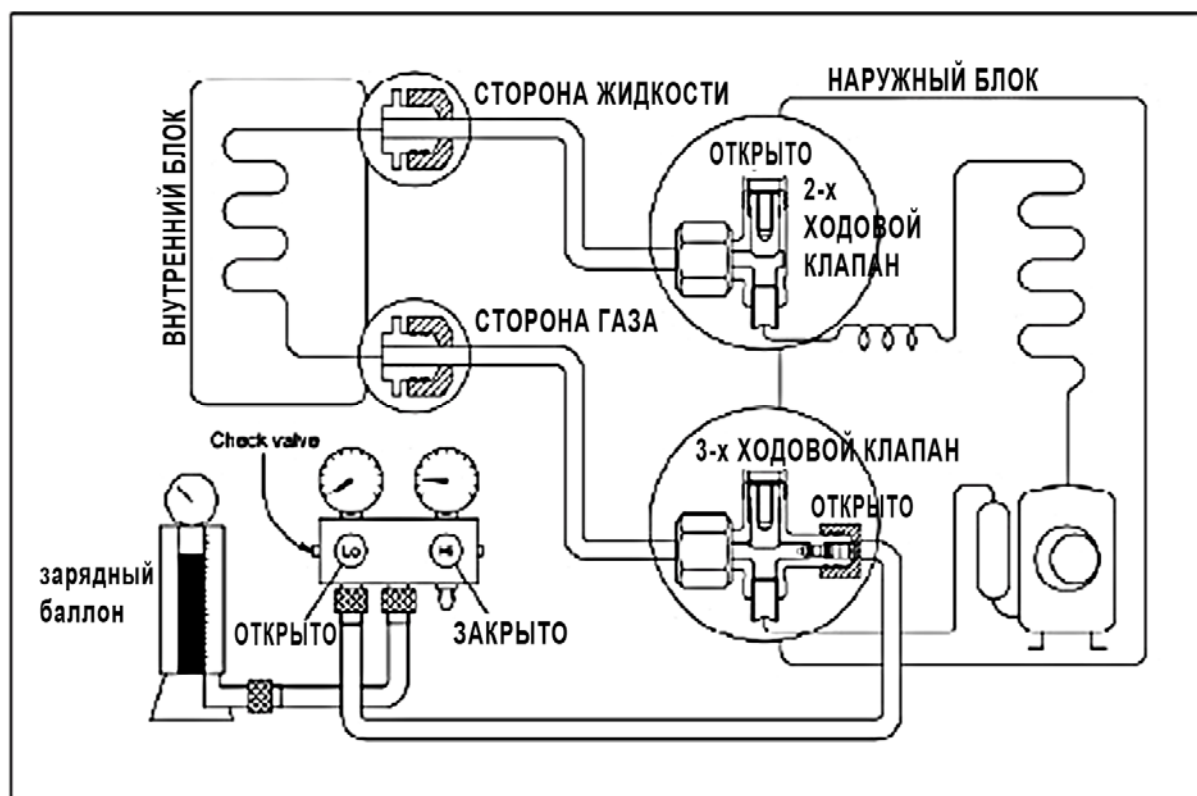 СТОРОНА ЖИДКОСТИ
НАРУЖНЫЙ БЛОК
ВНУТРЕННИЙ БЛОК
ОТКРЫТО
2-х
ХОДОВОЙ
КЛАПАН
СТОРОНА ГАЗА
Check valve
3-х ХОДОВОЙ КЛАПАН
ОТКРЫТО
Lo
Hi
зарядный
баллон
ОТКРЫТО
ЗАКРЫТО